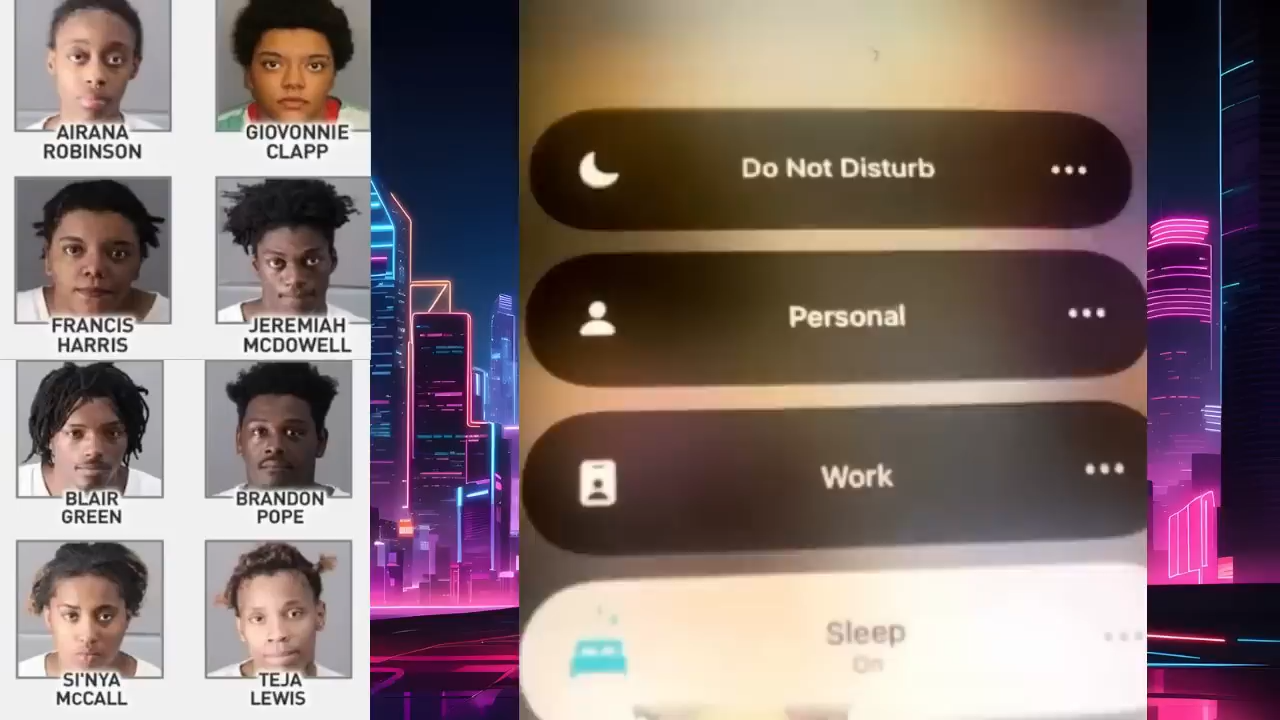 AIRANA
ROBINSON
GIOVONNIE
CLAPP
FRANCIS
HARRIS
JEREMIAH
MCDOWELL
BLAIR
GREEN
BRANDON
POPE
SI'NYA
McCALL
TEJA
LEWIS
Do Not Disturb
Personal
Work
Sleep
On